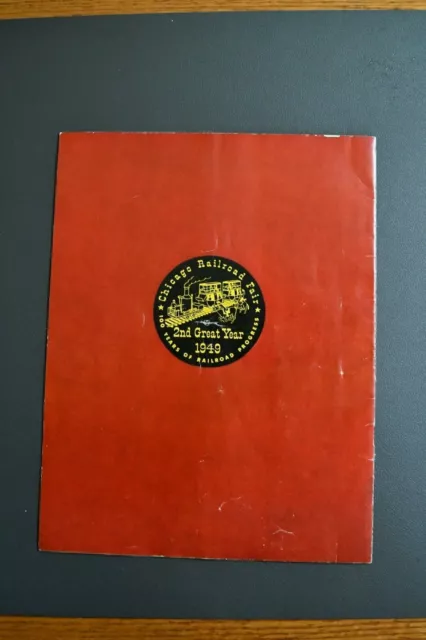 ★ Chicago Railroad Fair ★
2nd Great Year
1949
100 YEARS OF RAILROAD PROGRESS